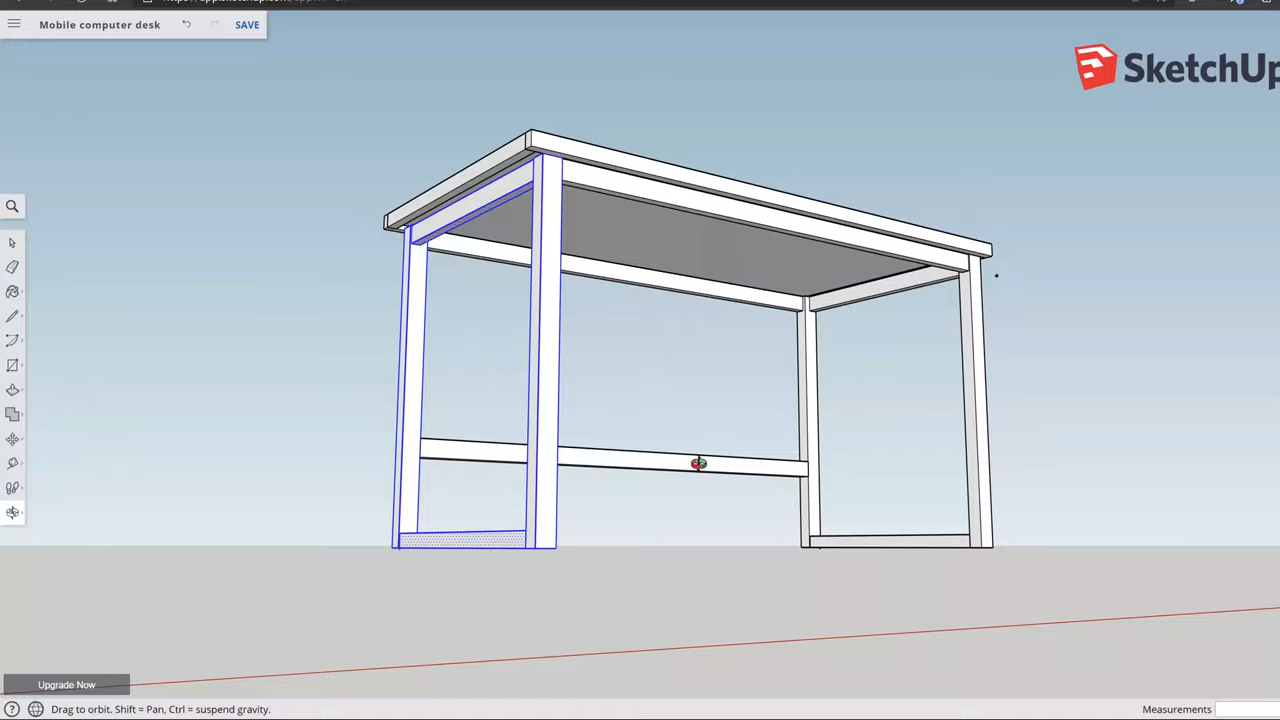 Mobile computer desk
SAVE
SketchUp
Upgrade Now
Drag to orbit. Shift = Pan, Ctrl = suspend gravity.
Measurements